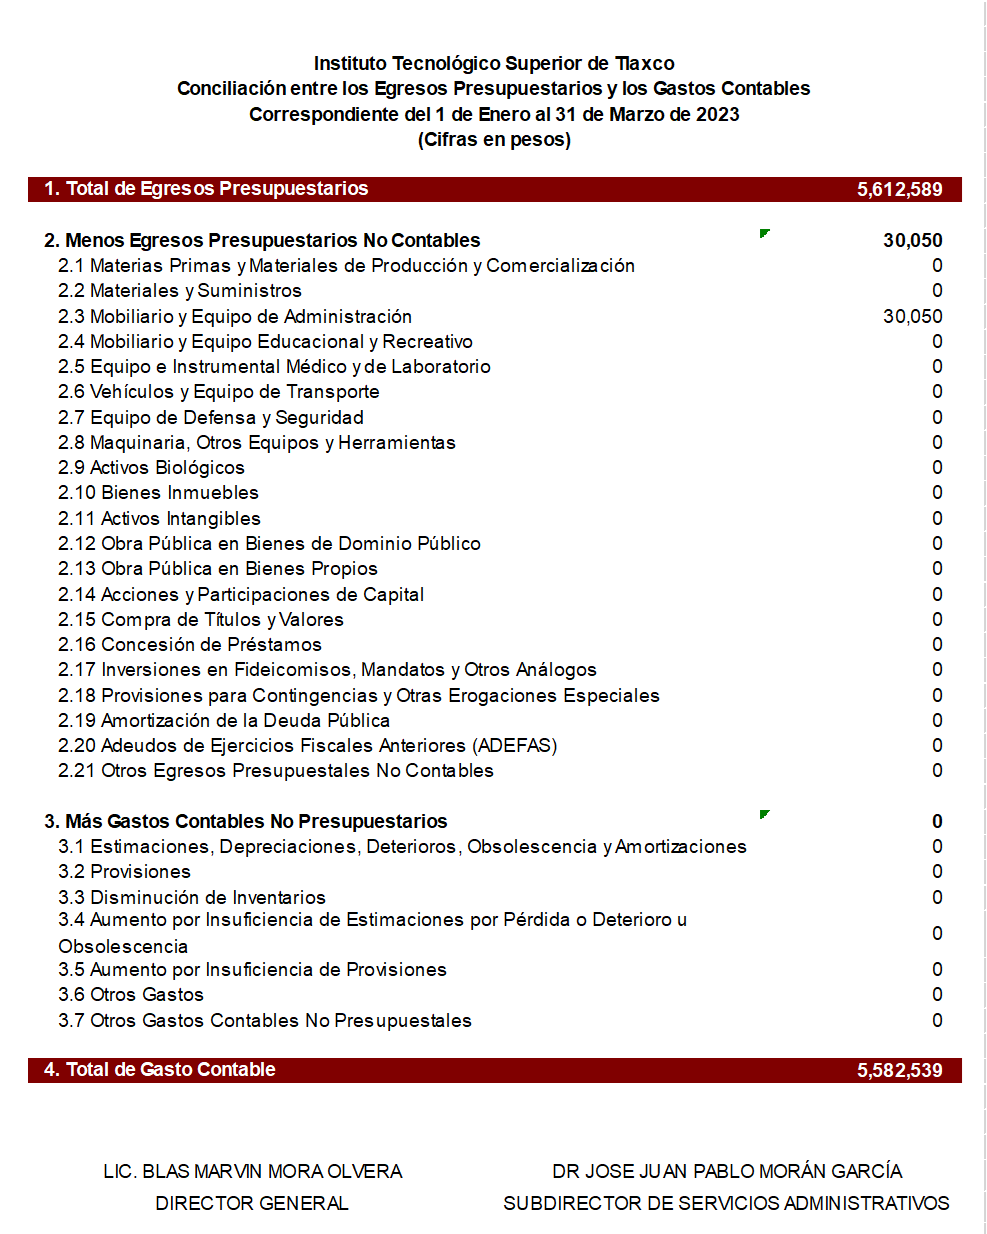 Instituto Tecnológico Superior de Tlaxco
Conciliación entre los Egresos Presupuestarios y los Gastos Contables
Correspondiente del 1 de Enero al 31 de Marzo de 2023
(Cifras en pesos)
1. Total de Egresos Presupuestarios 5,612,589
2. Menos Egresos Presupuestarios No Contables 30,050
2.1 Materias Primas y Materiales de Producción y Comercialización 0
2.2 Materiales y Suministros 0
2.3 Mobiliario y Equipo de Administración 30,050
2.4 Mobiliario y Equipo Educacional y Recreativo 0
2.5 Equipo e Instrumental Médico y de Laboratorio 0
2.6 Vehículos y Equipo de Transporte 0
2.7 Equipo de Defensa y Seguridad 0
2.8 Maquinaria, Otros Equipos y Herramientas 0
2.9 Activos Biológicos 0
2.10 Bienes Inmuebles 0
2.11 Activos Intangibles 0
2.12 Obra Pública en Bienes de Dominio Público 0
2.13 Obra Pública en Bienes Propios 0
2.14 Acciones y Participaciones de Capital 0
2.15 Compra de Títulos y Valores 0
2.16 Concesión de Préstamos 0
2.17 Inversiones en Fideicomisos, Mandatos y Otros Análogos 0
2.18 Provisiones para Contingencias y Otras Erogaciones Especiales 0
2.19 Amortización de la Deuda Pública 0
2.20 Adeudos de Ejercicios Fiscales Anteriores (ADEFAS) 0
2.21 Otros Egresos Presupuestales No Contables 0
3. Más Gastos Contables No Presupuestarios 0
3.1 Estimaciones, Depreciaciones, Deterioros, Obsolescencia y Amortizaciones 0
3.2 Provisiones 0
3.3 Disminución de Inventarios 0
3.4 Aumento por Insuficiencia de Estimaciones por Pérdida o Deterioro u
Obsolescencia 0
3.5 Aumento por Insuficiencia de Provisiones 0
3.6 Otros Gastos 0
3.7 Otros Gastos Contables No Presupuestales 0
4. Total de Gasto Contable 5,582,539
LIC. BLAS MARVIN MORA OLVERA DR JOSE JUAN PABLO MORÁN GARCÍA
DIRECTOR GENERAL SUBDIRECTOR DE SERVICIOS ADMINISTRATIVOS